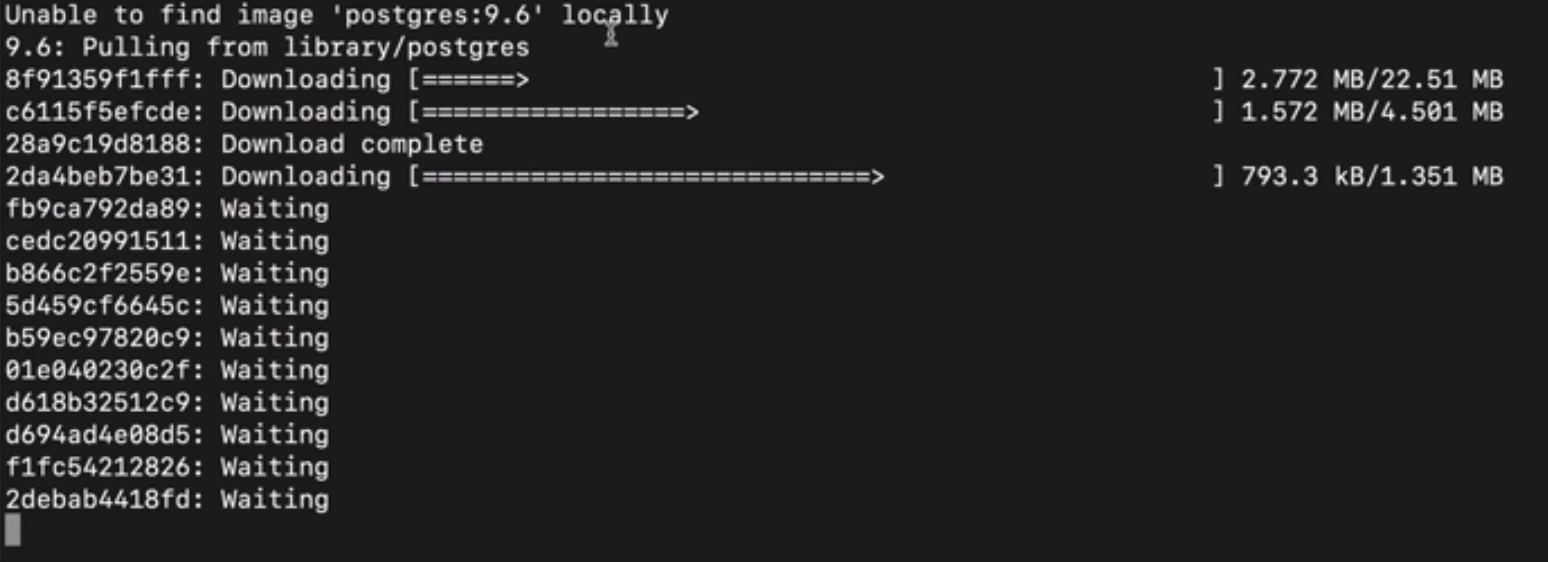 Unable to find image 'postgres:9.6' locally
9.6: Pulling from library/postgres
8f91359f1fff: Downloading [======>                                            ] 2.772 MB/22.51 MB
c6115f5efcde: Downloading [=================>                                 ] 1.572 MB/4.501 MB
28a9c19d8188: Download complete
2da4beb7be31: Downloading [=============================>                     ] 793.3 kB/1.351 MB
fb9ca792da89: Waiting
cedc20991511: Waiting
b866c2f2559e: Waiting
5d459cf6645c: Waiting
b59ec97820c9: Waiting
01e040230c2f: Waiting
d618b32512c9: Waiting
d694ad4e08d5: Waiting
f1fc54212826: Waiting
2debab4418fd: Waiting